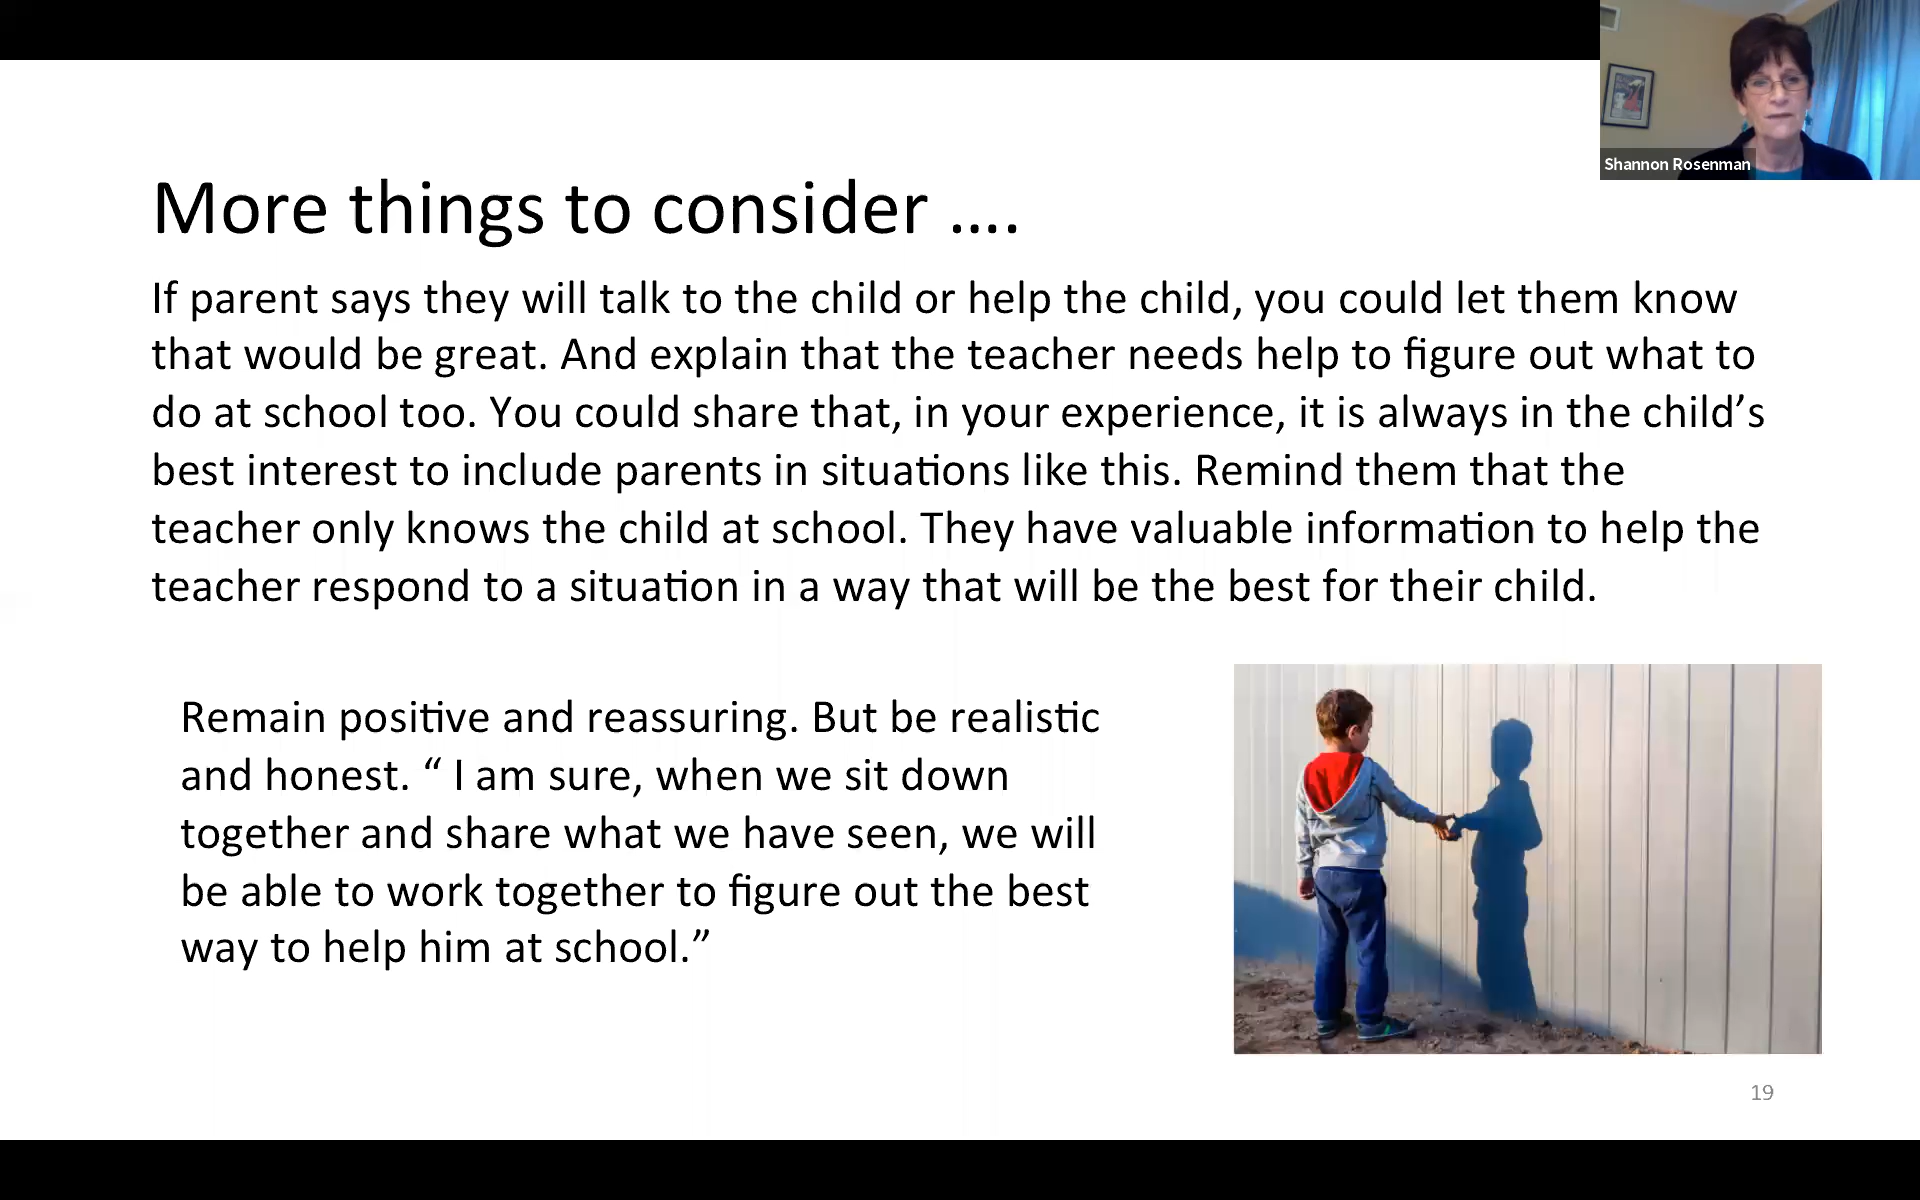 Shannon Rosenman
More things to consider ....
If parent says they will talk to the child or help the child, you could let them know
that would be great. And explain that the teacher needs help to figure out what to
do at school too. You could share that, in your experience, it is always in the child’s
best interest to include parents in situations like this. Remind them that the
teacher only knows the child at school. They have valuable information to help the
teacher respond to a situation in a way that will be the best for their child.
Remain positive and reassuring. But be realistic
and honest. “ I am sure, when we sit down
together and share what we have seen, we will
be able to work together to figure out the best
way to help him at school.”
19